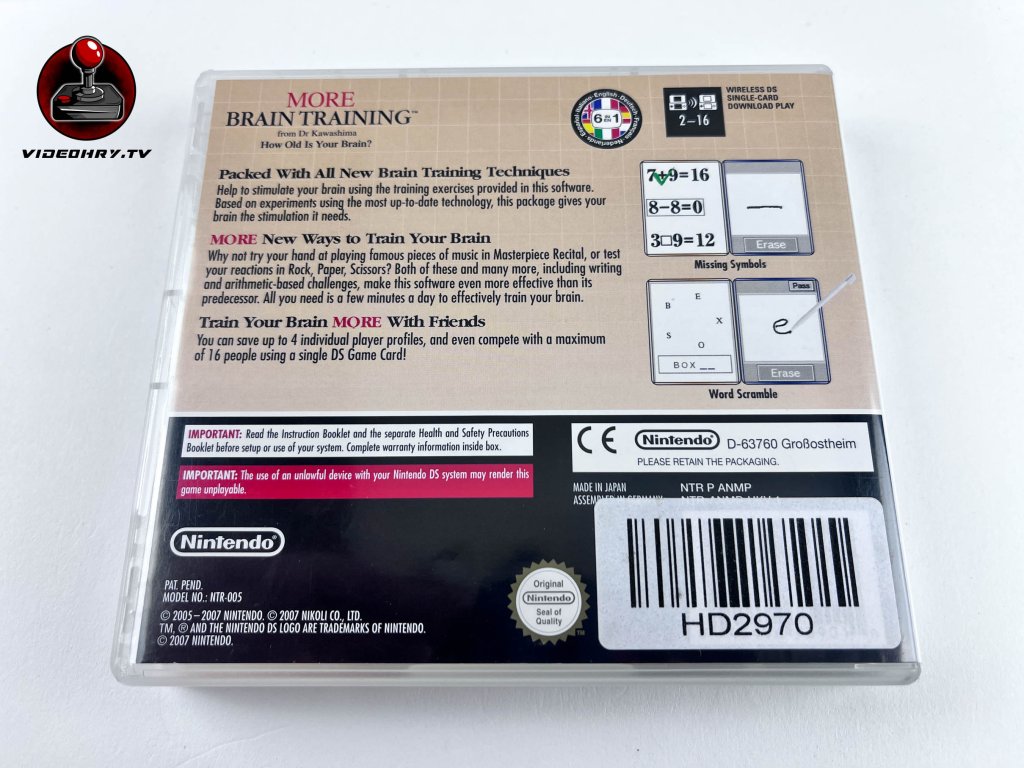 VIDEOHRY.TV
MORE
BRAIN TRAINING™
from Dr Kawashima
How Old Is Your Brain?
English · Deutsch · Français · Nederlands · Español · Italiano
6 IN EN 1
2–16
WIRELESS DS
SINGLE-CARD
DOWNLOAD PLAY
Packed With All New Brain Training Techniques
Help to stimulate your brain using the training exercises provided in this software.
Based on experiments using the most up-to-date technology, this package gives your
brain the stimulation it needs.
MORE New Ways to Train Your Brain
Why not try your hand at playing famous pieces of music in Masterpiece Recital, or test
your reactions in Rock, Paper, Scissors? Both of these and many more, including writing
and arithmetic-based challenges, make this software even more effective than its
predecessor. All you need is a few minutes a day to effectively train your brain.
Train Your Brain MORE With Friends
You can save up to 4 individual player profiles, and even compete with a maximum
of 16 people using a single DS Game Card!
7+9=16
8-8=0
3□9=12
Erase
Missing Symbols
B E X S O
BOX _ _
Pass
e
Erase
Word Scramble
IMPORTANT: Read the Instruction Booklet and the separate Health and Safety Precautions
Booklet before setup or use of your system. Complete warranty information inside box.
IMPORTANT: The use of an unlawful device with your Nintendo DS system may render this
game unplayable.
CE Nintendo® D-63760 Großostheim
PLEASE RETAIN THE PACKAGING.
MADE IN JAPAN NTR P ANMP
ASSEMBLED IN GERMANY
Nintendo®
PAT. PEND.
MODEL NO.: NTR-005
© 2005–2007 NINTENDO. © 2007 NIKOLI CO., LTD.
TM, ® AND THE NINTENDO DS LOGO ARE TRADEMARKS OF NINTENDO.
© 2007 NINTENDO.
Original
Nintendo
Seal of
Quality
TM
HD2970